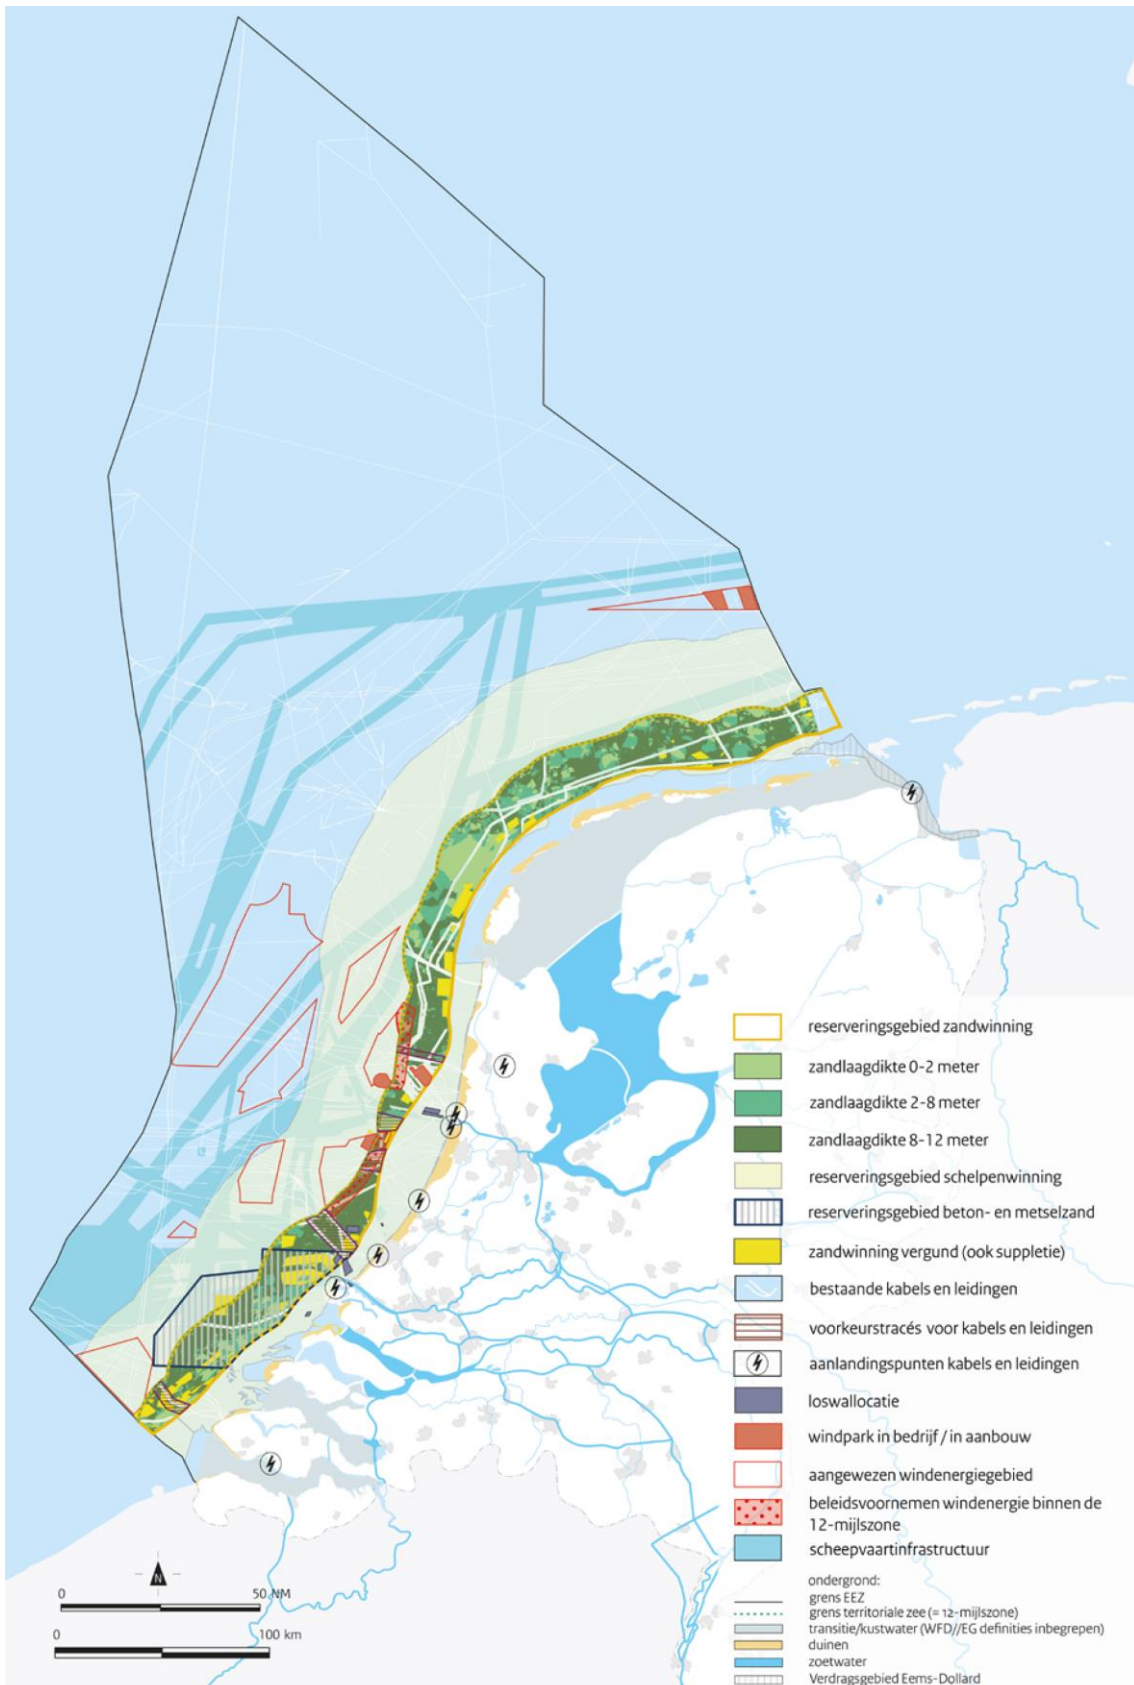 reserveringsgebied zandwinning
zandlaagdikte 0-2 meter
zandlaagdikte 2-8 meter
zandlaagdikte 8-12 meter
reserveringsgebied schelpenwinning
reserveringsgebied beton- en metselzand
zandwinning vergund (ook suppletie)
bestaande kabels en leidingen
voorkeurstracés voor kabels en leidingen
aanlandingspunten kabels en leidingen
loswallocatie
windpark in bedrijf / in aanbouw
aangewezen windenergiegebied
beleidsvoornemen windenergie binnen de
12-mijlszone
scheepvaartinfrastructuur
ondergrond:
grens EEZ
grens territoriale zee (= 12-mijlszone)
transitie/kustwater (WFD//EG definities inbegrepen)
duinen
zoetwater
Verdragsgebied Eems-Dollard
N
0 50 NM
0 100 km